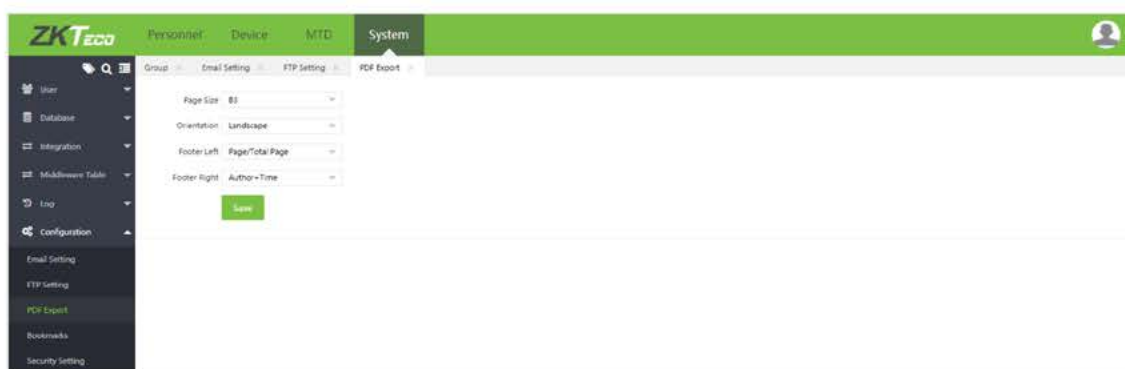 ZKTECO Personnel Device MTD System
Group Email Setting FTP Setting PDF Export
User
Database
Integration
Middleware Table
Log
Configuration
Email Setting
FTP Setting
PDF Export
Bookmarks
Security Setting
Page Size B3
Orientation Landscape
Footer Left Page/Total Page
Footer Right Author+Time
Save